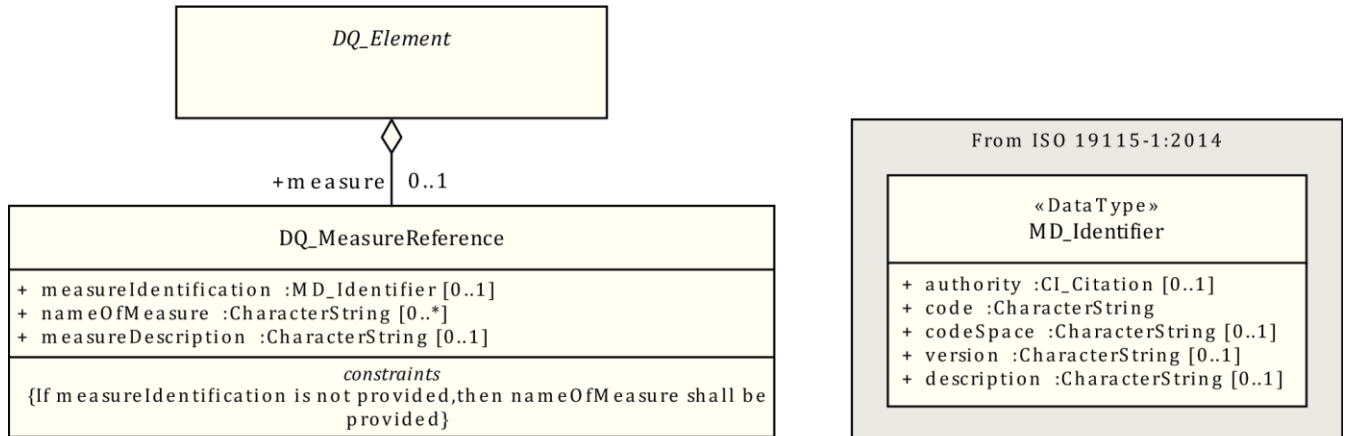 DQ_Element
+measure 0..1
DQ_MeasureReference
+ measureIdentification :MD_Identifier [0..1]
+ nameOfMeasure :CharacterString [0..*]
+ measureDescription :CharacterString [0..1]
constraints
{If measureIdentification is not provided,then nameOfMeasure shall be
provided}
From ISO 19115-1:2014
«DataType»
MD_Identifier
+ authority :CI_Citation [0..1]
+ code :CharacterString
+ codeSpace :CharacterString [0..1]
+ version :CharacterString [0..1]
+ description :CharacterString [0..1]